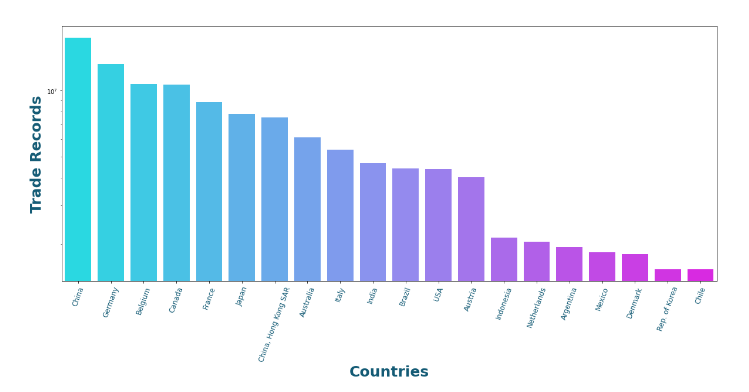 Trade Records
10⁷
China
Germany
Belgium
Canada
France
Japan
China, Hong Kong SAR
Australia
Italy
India
Brazil
USA
Austria
Indonesia
Netherlands
Argentina
Mexico
Denmark
Rep. of Korea
Chile
Countries